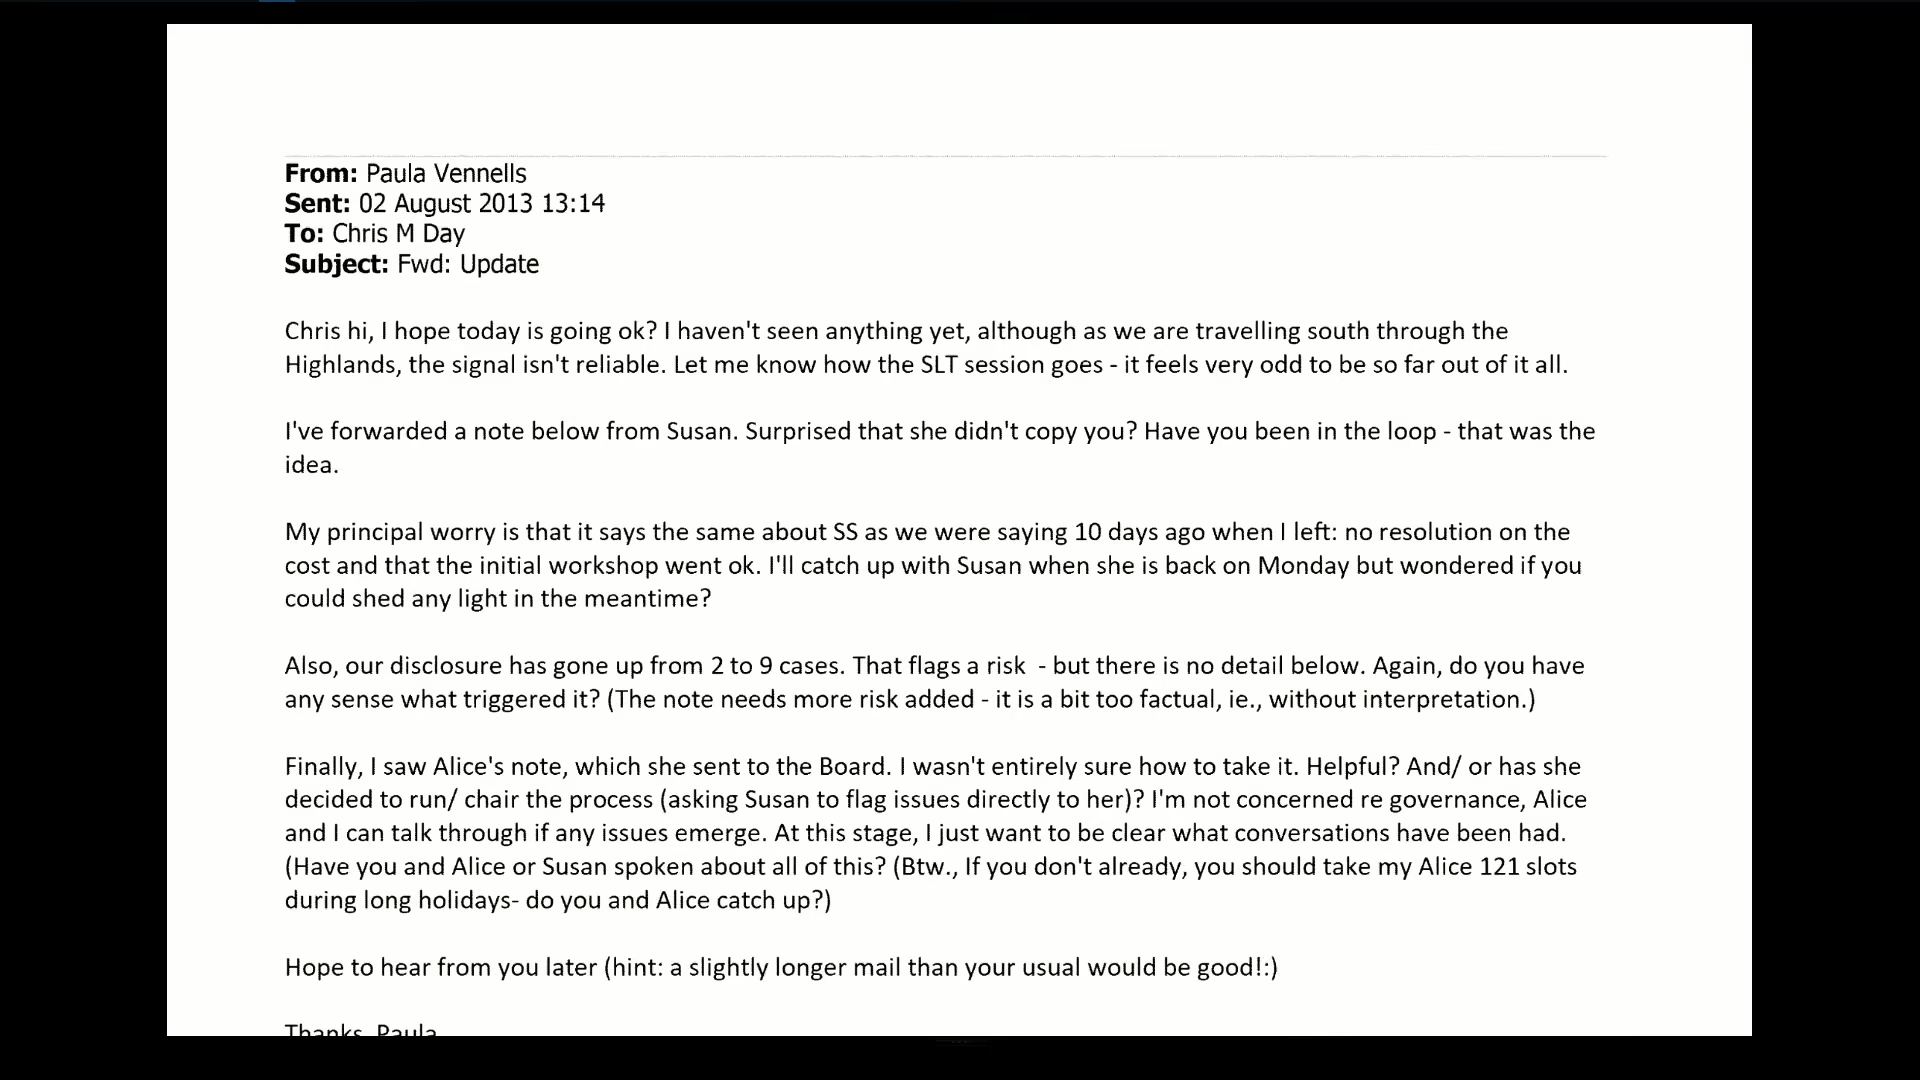 From: Paula Vennells
Sent: 02 August 2013 13:14
To: Chris M Day
Subject: Fwd: Update
Chris hi, I hope today is going ok? I haven't seen anything yet, although as we are travelling south through the
Highlands, the signal isn't reliable. Let me know how the SLT session goes - it feels very odd to be so far out of it all.
I've forwarded a note below from Susan. Surprised that she didn't copy you? Have you been in the loop - that was the
idea.
My principal worry is that it says the same about SS as we were saying 10 days ago when I left: no resolution on the
cost and that the initial workshop went ok. I'll catch up with Susan when she is back on Monday but wondered if you
could shed any light in the meantime?
Also, our disclosure has gone up from 2 to 9 cases. That flags a risk  - but there is no detail below. Again, do you have
any sense what triggered it? (The note needs more risk added - it is a bit too factual, ie., without interpretation.)
Finally, I saw Alice's note, which she sent to the Board. I wasn't entirely sure how to take it. Helpful? And/ or has she
decided to run/ chair the process (asking Susan to flag issues directly to her)? I'm not concerned re governance, Alice
and I can talk through if any issues emerge. At this stage, I just want to be clear what conversations have been had.
(Have you and Alice or Susan spoken about all of this? (Btw., If you don't already, you should take my Alice 121 slots
during long holidays- do you and Alice catch up?)
Hope to hear from you later (hint: a slightly longer mail than your usual would be good!:)
Thanks, Paula